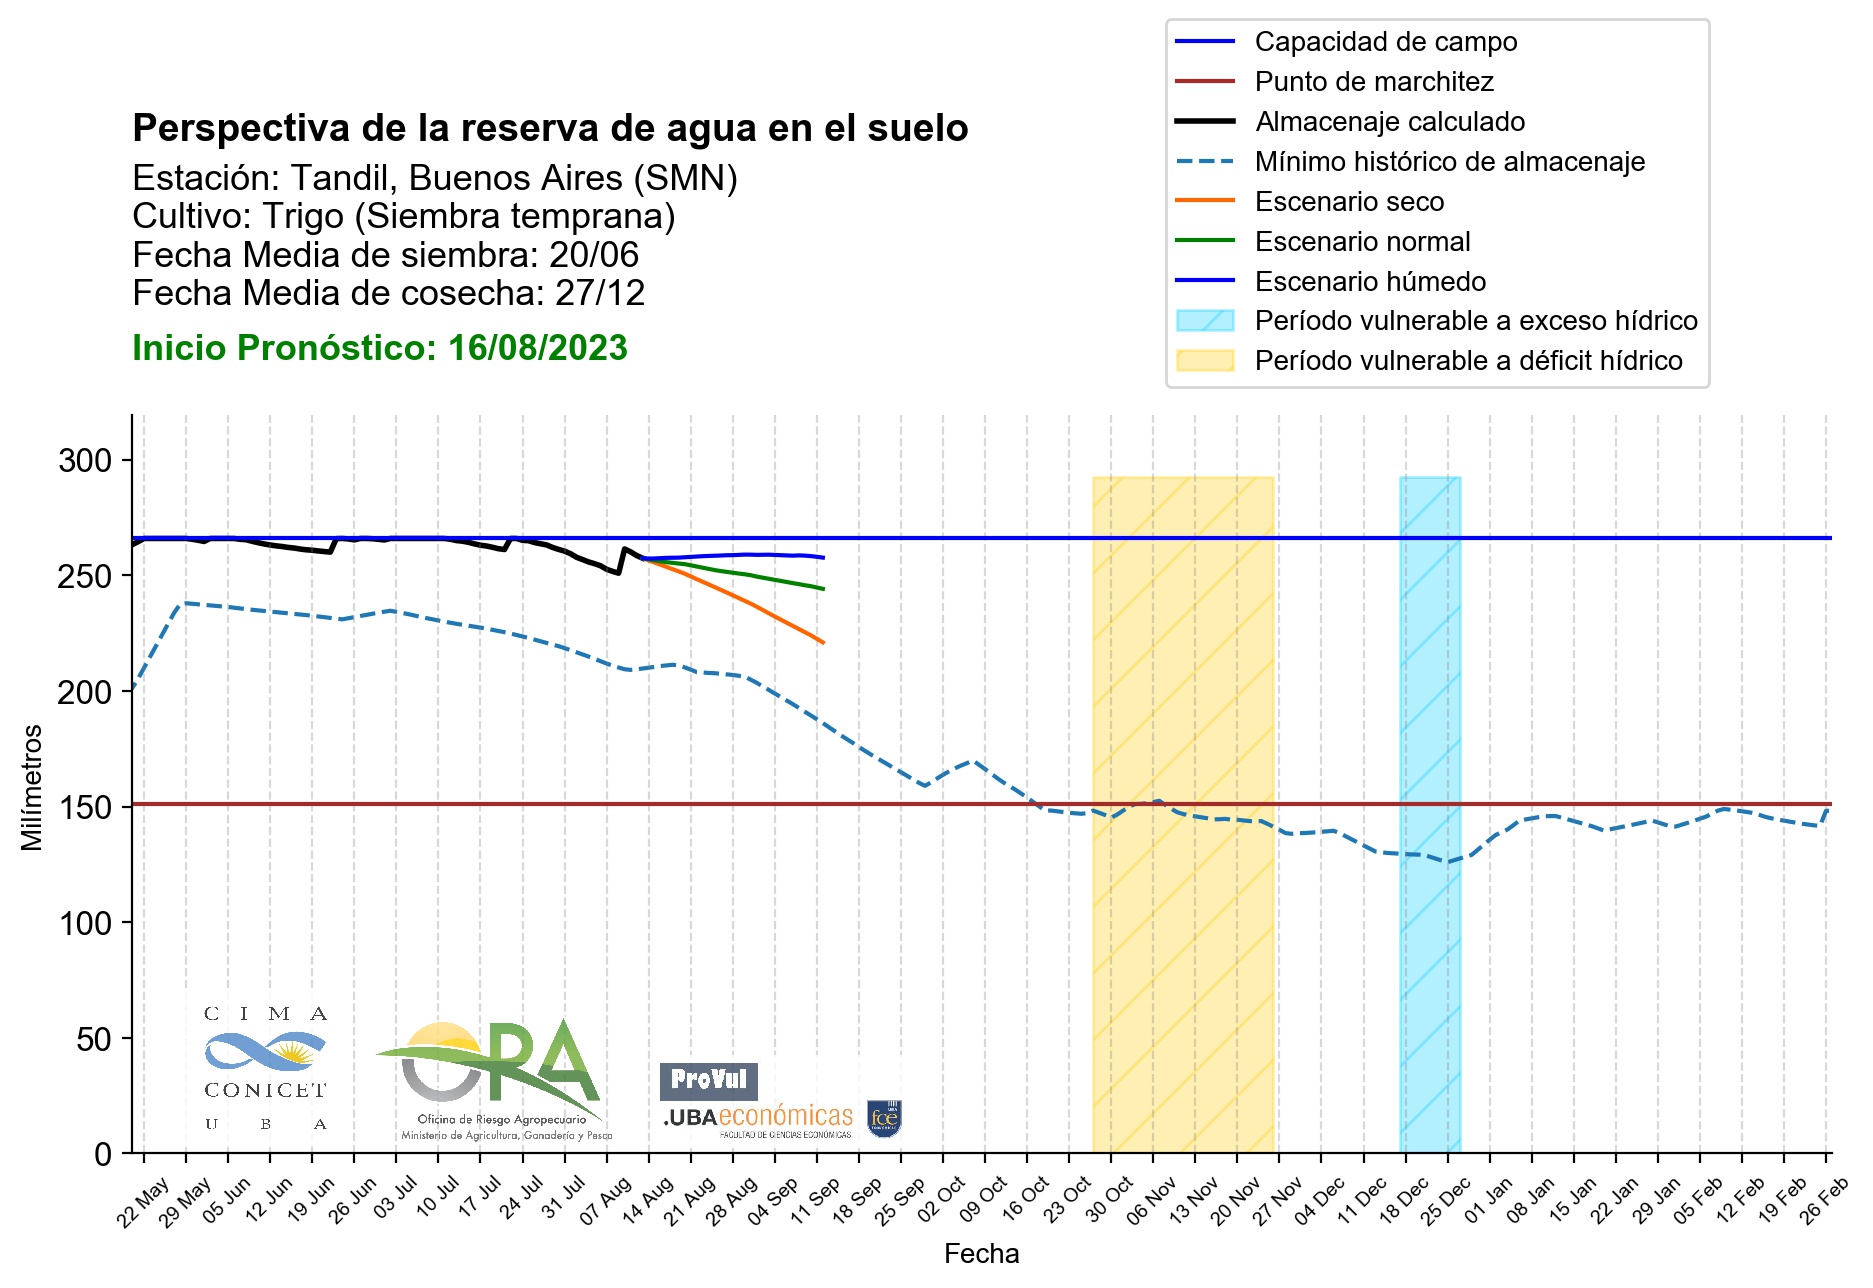 Capacidad de campo
Punto de marchitez
Almacenaje calculado
Mínimo histórico de almacenaje
Escenario seco
Escenario normal
Escenario húmedo
Período vulnerable a exceso hídrico
Período vulnerable a déficit hídrico
Perspectiva de la reserva de agua en el suelo
Estación: Tandil, Buenos Aires (SMN)
Cultivo: Trigo (Siembra temprana)
Fecha Media de siembra: 20/06
Fecha Media de cosecha: 27/12
Inicio Pronóstico: 16/08/2023
300
250
200
150
100
50
0
Milímetros
CIMA
CONICET
UBA
ORA
Oficina de Riesgo Agropecuario
Ministerio de Agricultura, Ganadería y Pesca
ProVul
.UBAeconómicas
FACULTAD DE CIENCIAS ECONÓMICAS
fce
22 May
29 May
05 Jun
12 Jun
19 Jun
26 Jun
03 Jul
10 Jul
17 Jul
24 Jul
31 Jul
07 Aug
14 Aug
21 Aug
28 Aug
04 Sep
11 Sep
18 Sep
25 Sep
02 Oct
09 Oct
16 Oct
23 Oct
30 Oct
06 Nov
13 Nov
20 Nov
27 Nov
04 Dec
11 Dec
18 Dec
25 Dec
01 Jan
08 Jan
15 Jan
22 Jan
29 Jan
05 Feb
12 Feb
19 Feb
26 Feb
Fecha